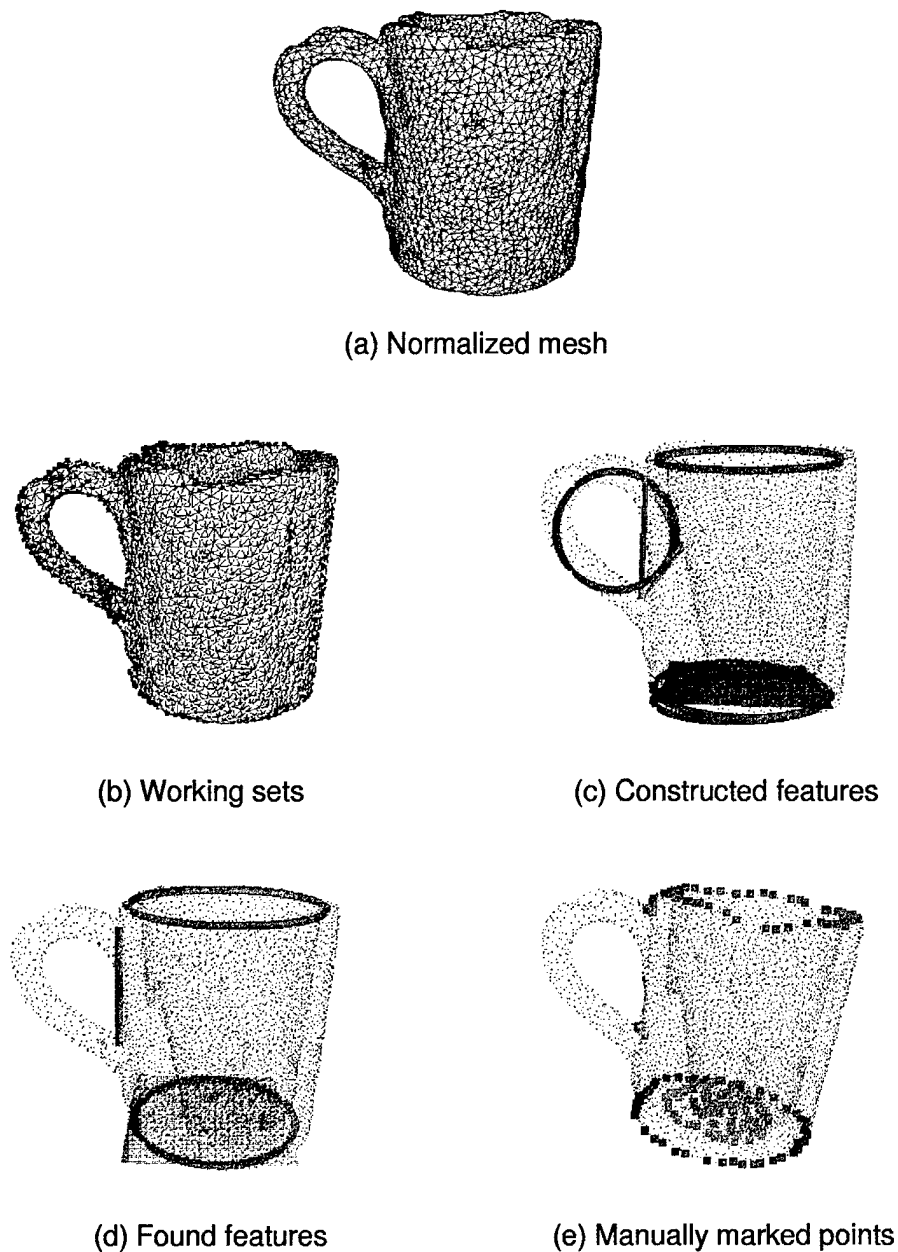 (a) Normalized mesh
(b) Working sets
(c) Constructed features
(d) Found features
(e) Manually marked points